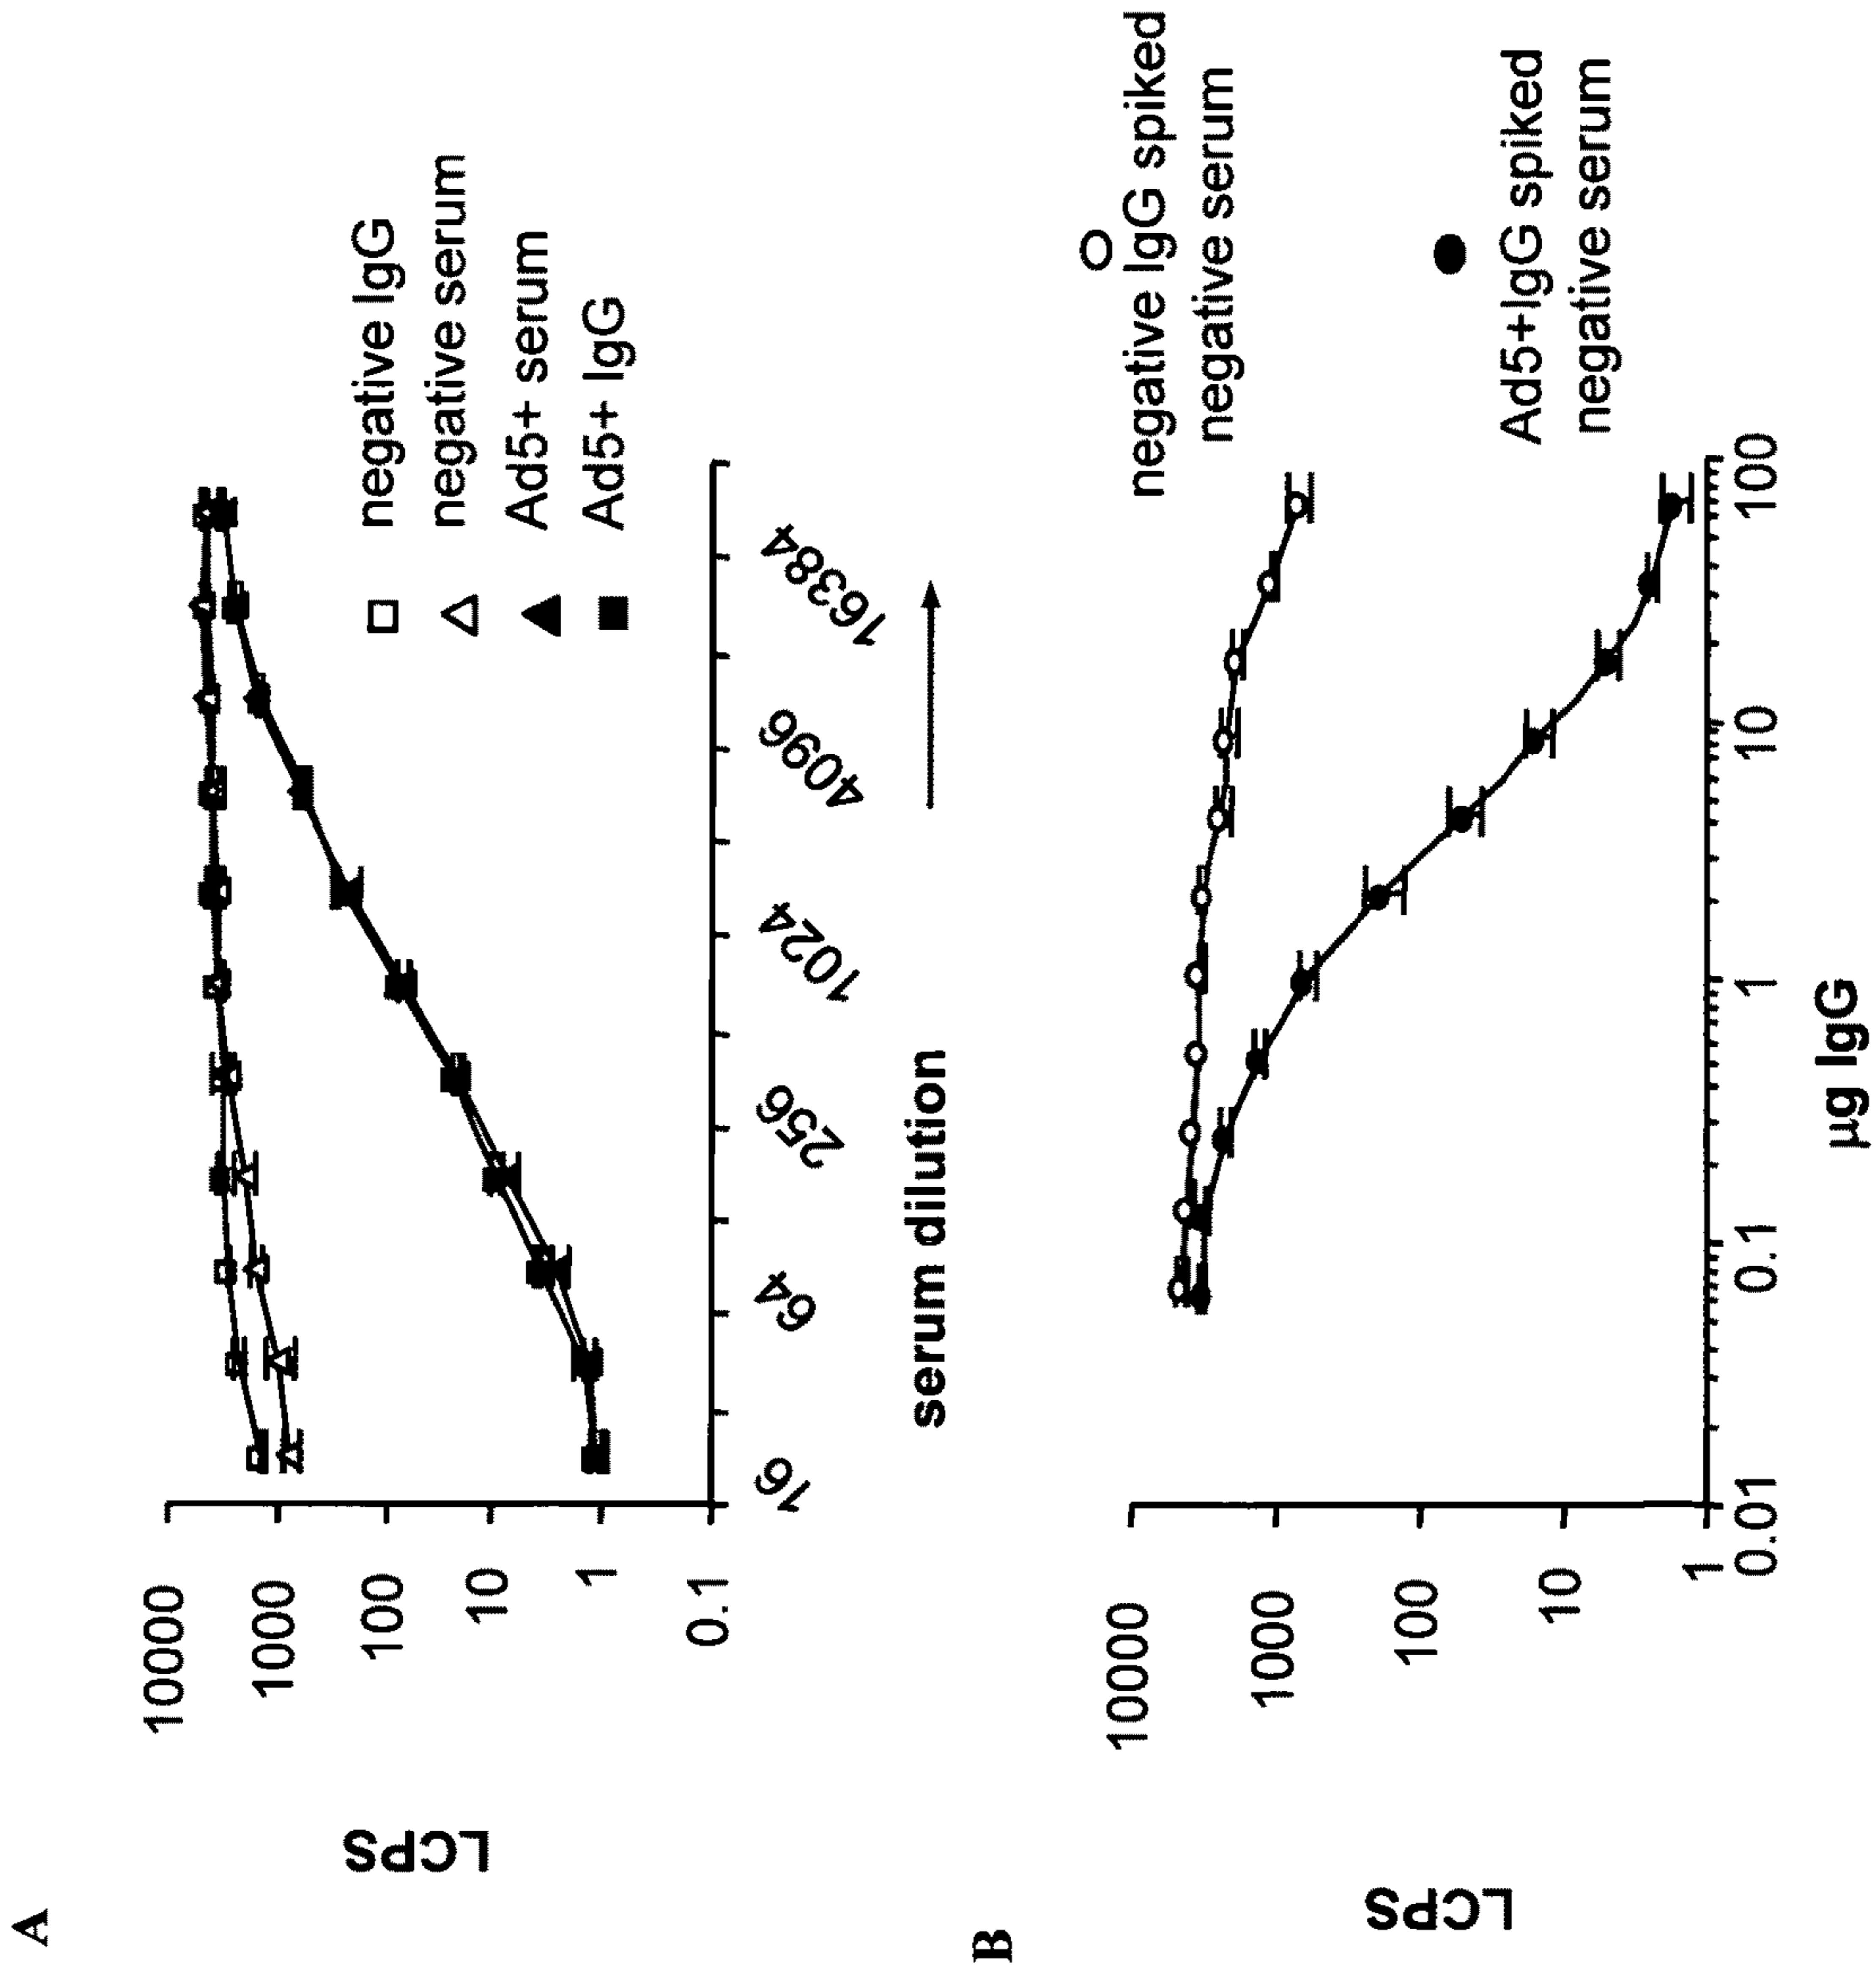 A
LCPS
10000
1000
100
10
1
0.1
16
64
256
1024
4096
16384
serum dilution
negative IgG
negative serum
Ad5+ serum
Ad5+ IgG
B
LCPS
10000
1000
100
10
1
0.01
0.1
1
10
100
µg IgG
negative IgG spiked
negative serum
Ad5+IgG spiked
negative serum